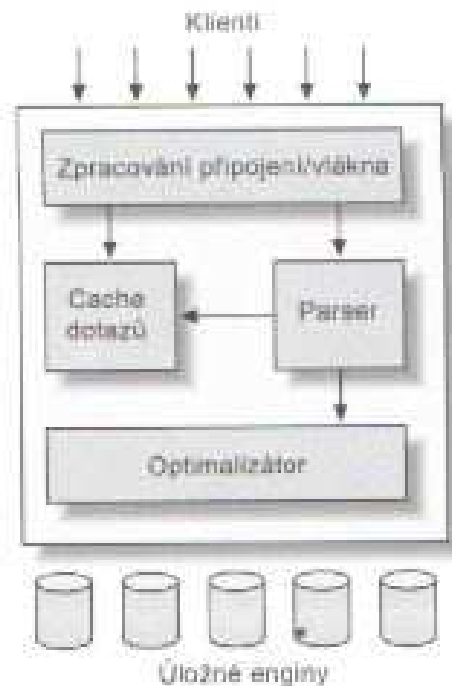 Klienti
Zpracování připojení/vlákna
Cache
dotazů
Parser
Optimalizátor
Úložné enginy